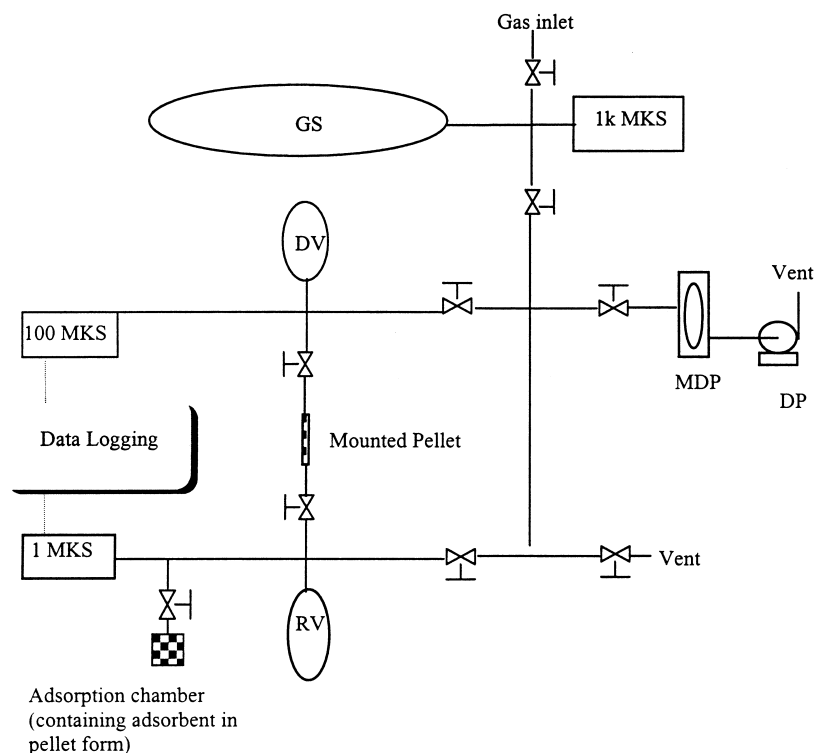 Gas inlet
GS
1k MKS
DV
Vent
100 MKS
MDP
DP
Data Logging
Mounted Pellet
1 MKS
Vent
RV
Adsorption chamber
(containing adsorbent in
pellet form)